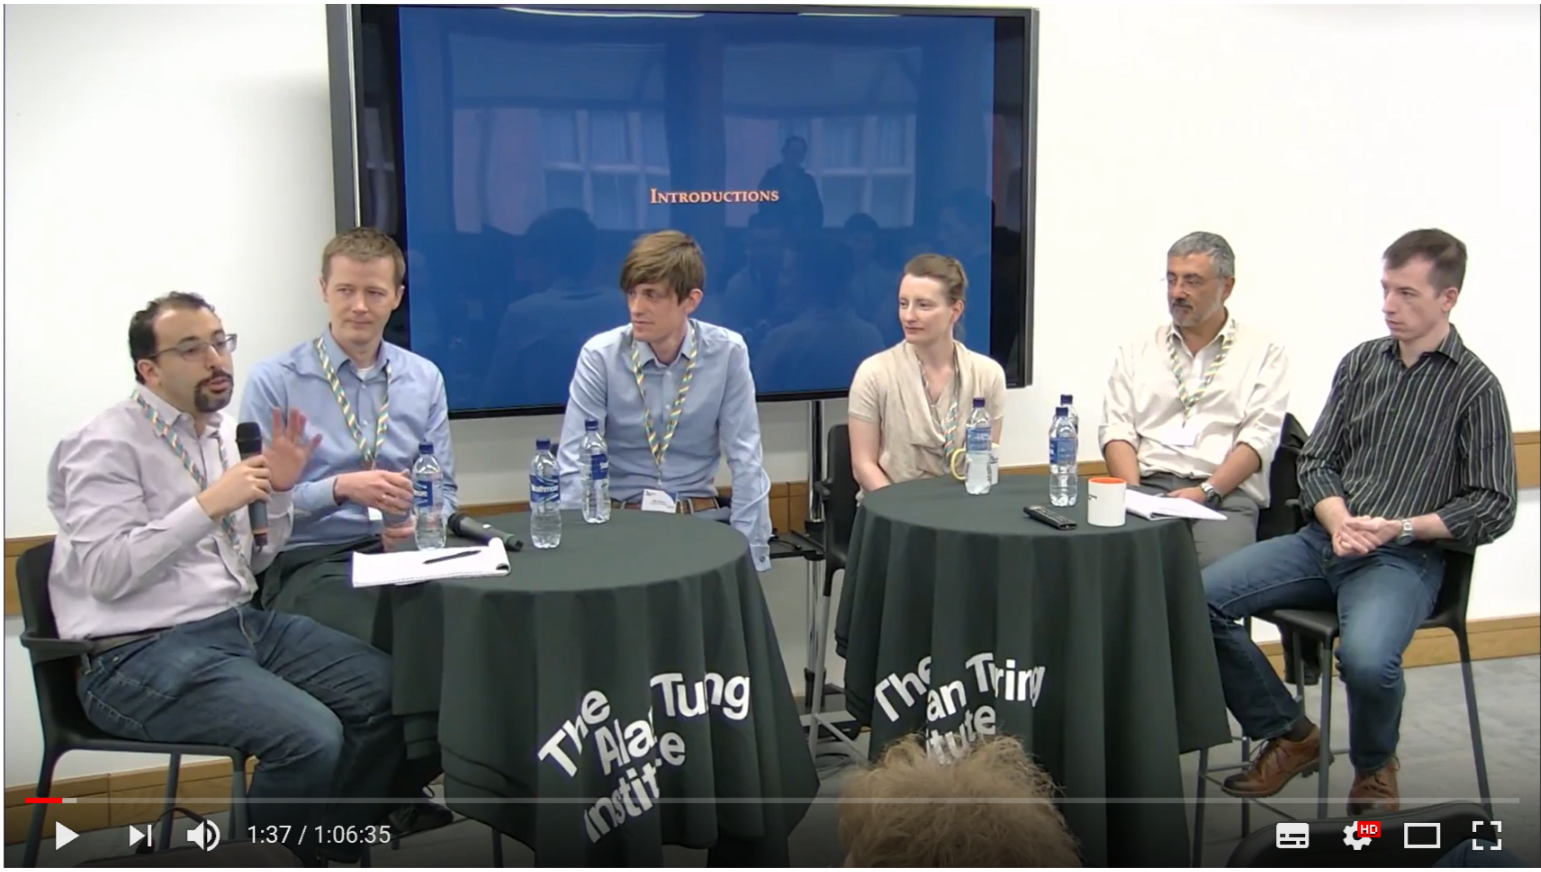 INTRODUCTIONS
The
Alan Turing
Institute
The
Alan Turing
Institute
1:37 / 1:06:35
HD